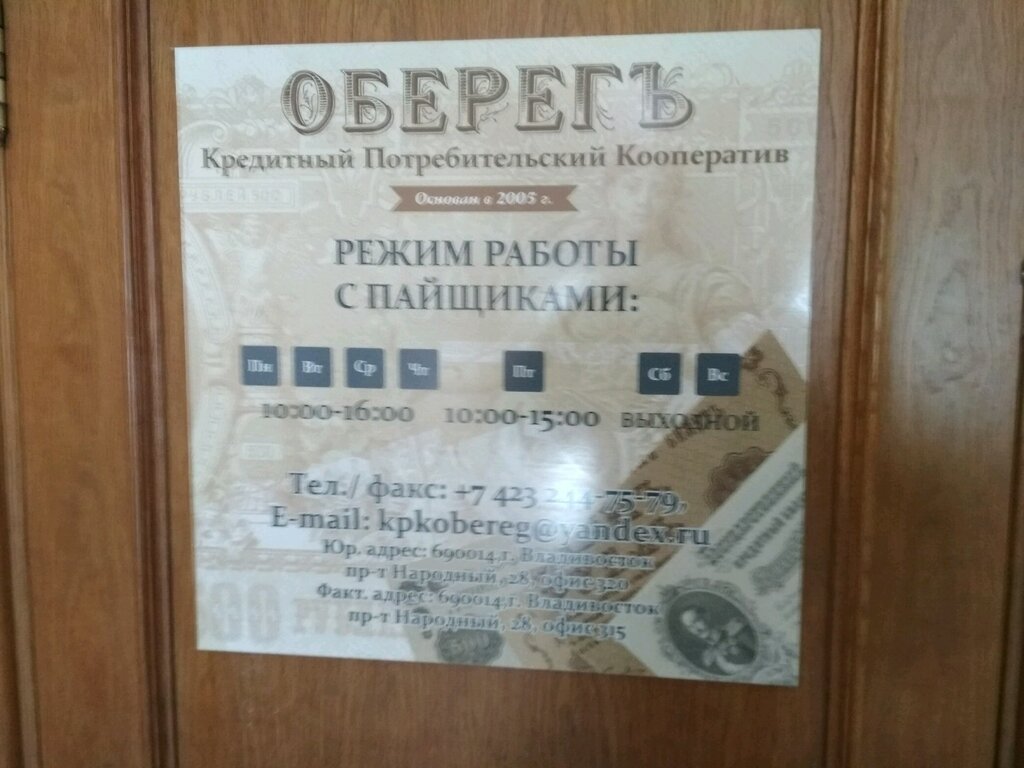 ОБЕРЕГЪ
Кредитный Потребительский Кооператив
Основан в 2005 г.
РЕЖИМ РАБОТЫ
С ПАЙЩИКАМИ:
Пн Вт Ср Чт Пт Сб Вс
10:00-16:00 10:00-15:00 ВЫХОДНОЙ
Тел./ факс: +7 423 244-75-79,
E-mail: kpkobereg@yandex.ru
Юр. адрес: 690014,г. Владивосток
пр-т Народный, 28, офис 320
Факт. адрес: 690014,г. Владивосток
пр-т Народный, 28, офис 315